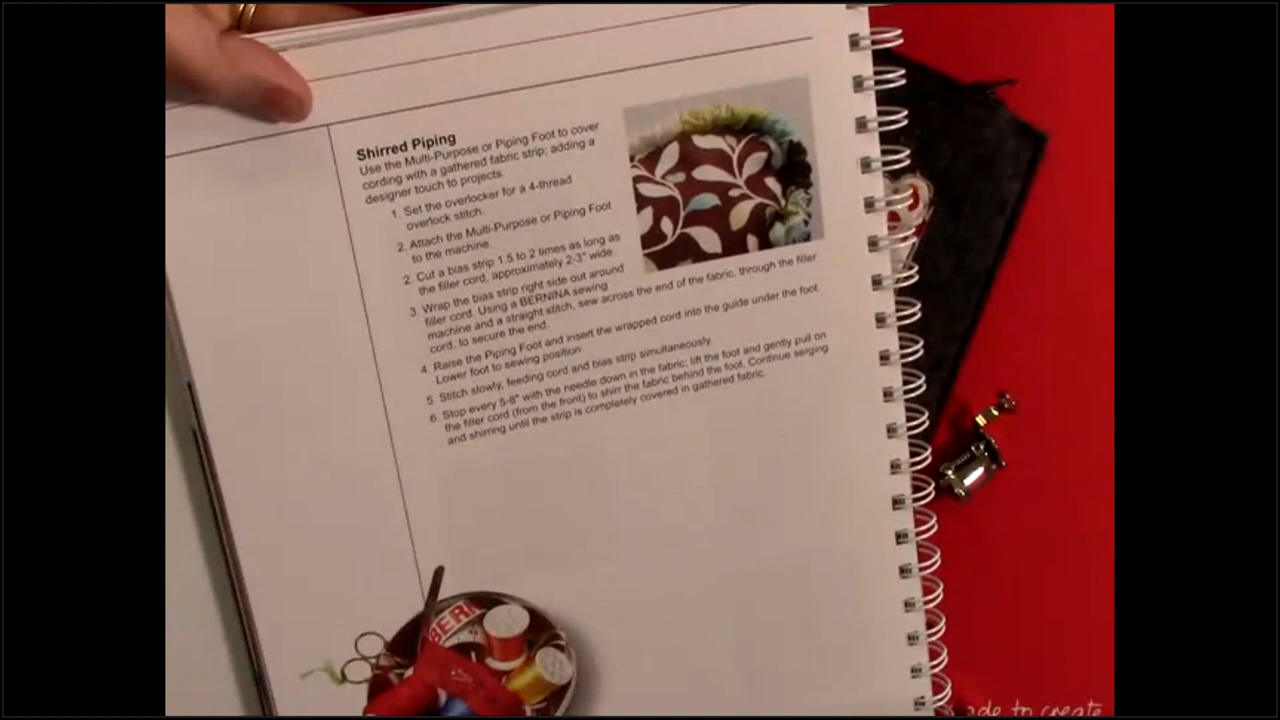 Shirred Piping
Use the Multi-Purpose or Piping Foot to cover
cording with a gathered fabric strip; adding a
designer touch to projects.
1. Set the overlocker for a 4-thread
overlock stitch.
2. Attach the Multi-Purpose or Piping Foot
to the machine.
2. Cut a bias strip 1.5 to 2 times as long as
the filler cord, approximately 2-3" wide.
3. Wrap the bias strip right side out around
filler cord. Using a BERNINA sewing
machine and a straight stitch, sew across the end of the fabric, through the filler
cord, to secure the end.
4. Raise the Piping Foot and insert the wrapped cord into the guide under the foot.
Lower foot to sewing position.
5. Stitch slowly, feeding cord and bias strip simultaneously.
6. Stop every 5-8" with the needle down in the fabric; lift the foot and gently pull on
the filler cord (from the front) to shirr the fabric behind the foot. Continue serging
and shirring until the strip is completely covered in gathered fabric.
BERN
ade to create